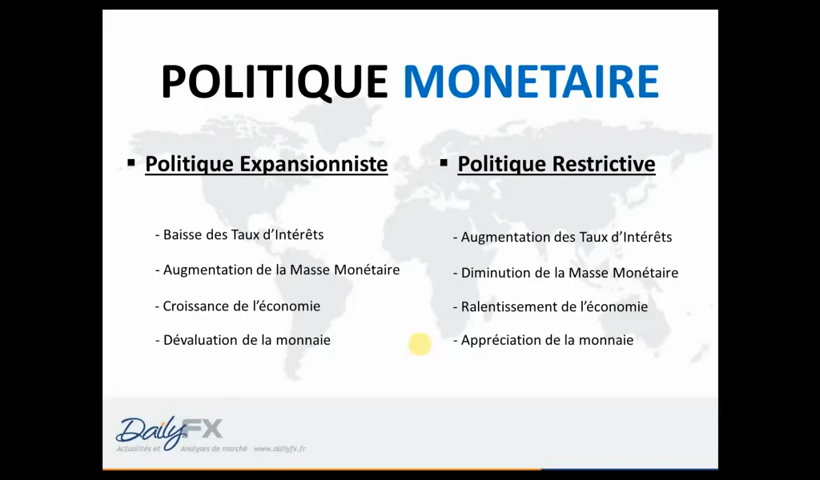 POLITIQUE MONETAIRE
▪ Politique Expansionniste
- Baisse des Taux d'Intérêts
- Augmentation de la Masse Monétaire
- Croissance de l'économie
- Dévaluation de la monnaie
▪ Politique Restrictive
- Augmentation des Taux d'Intérêts
- Diminution de la Masse Monétaire
- Ralentissement de l'économie
- Appréciation de la monnaie
DailyFX
Actualités et Analyses de marché www.dailyfx.fr